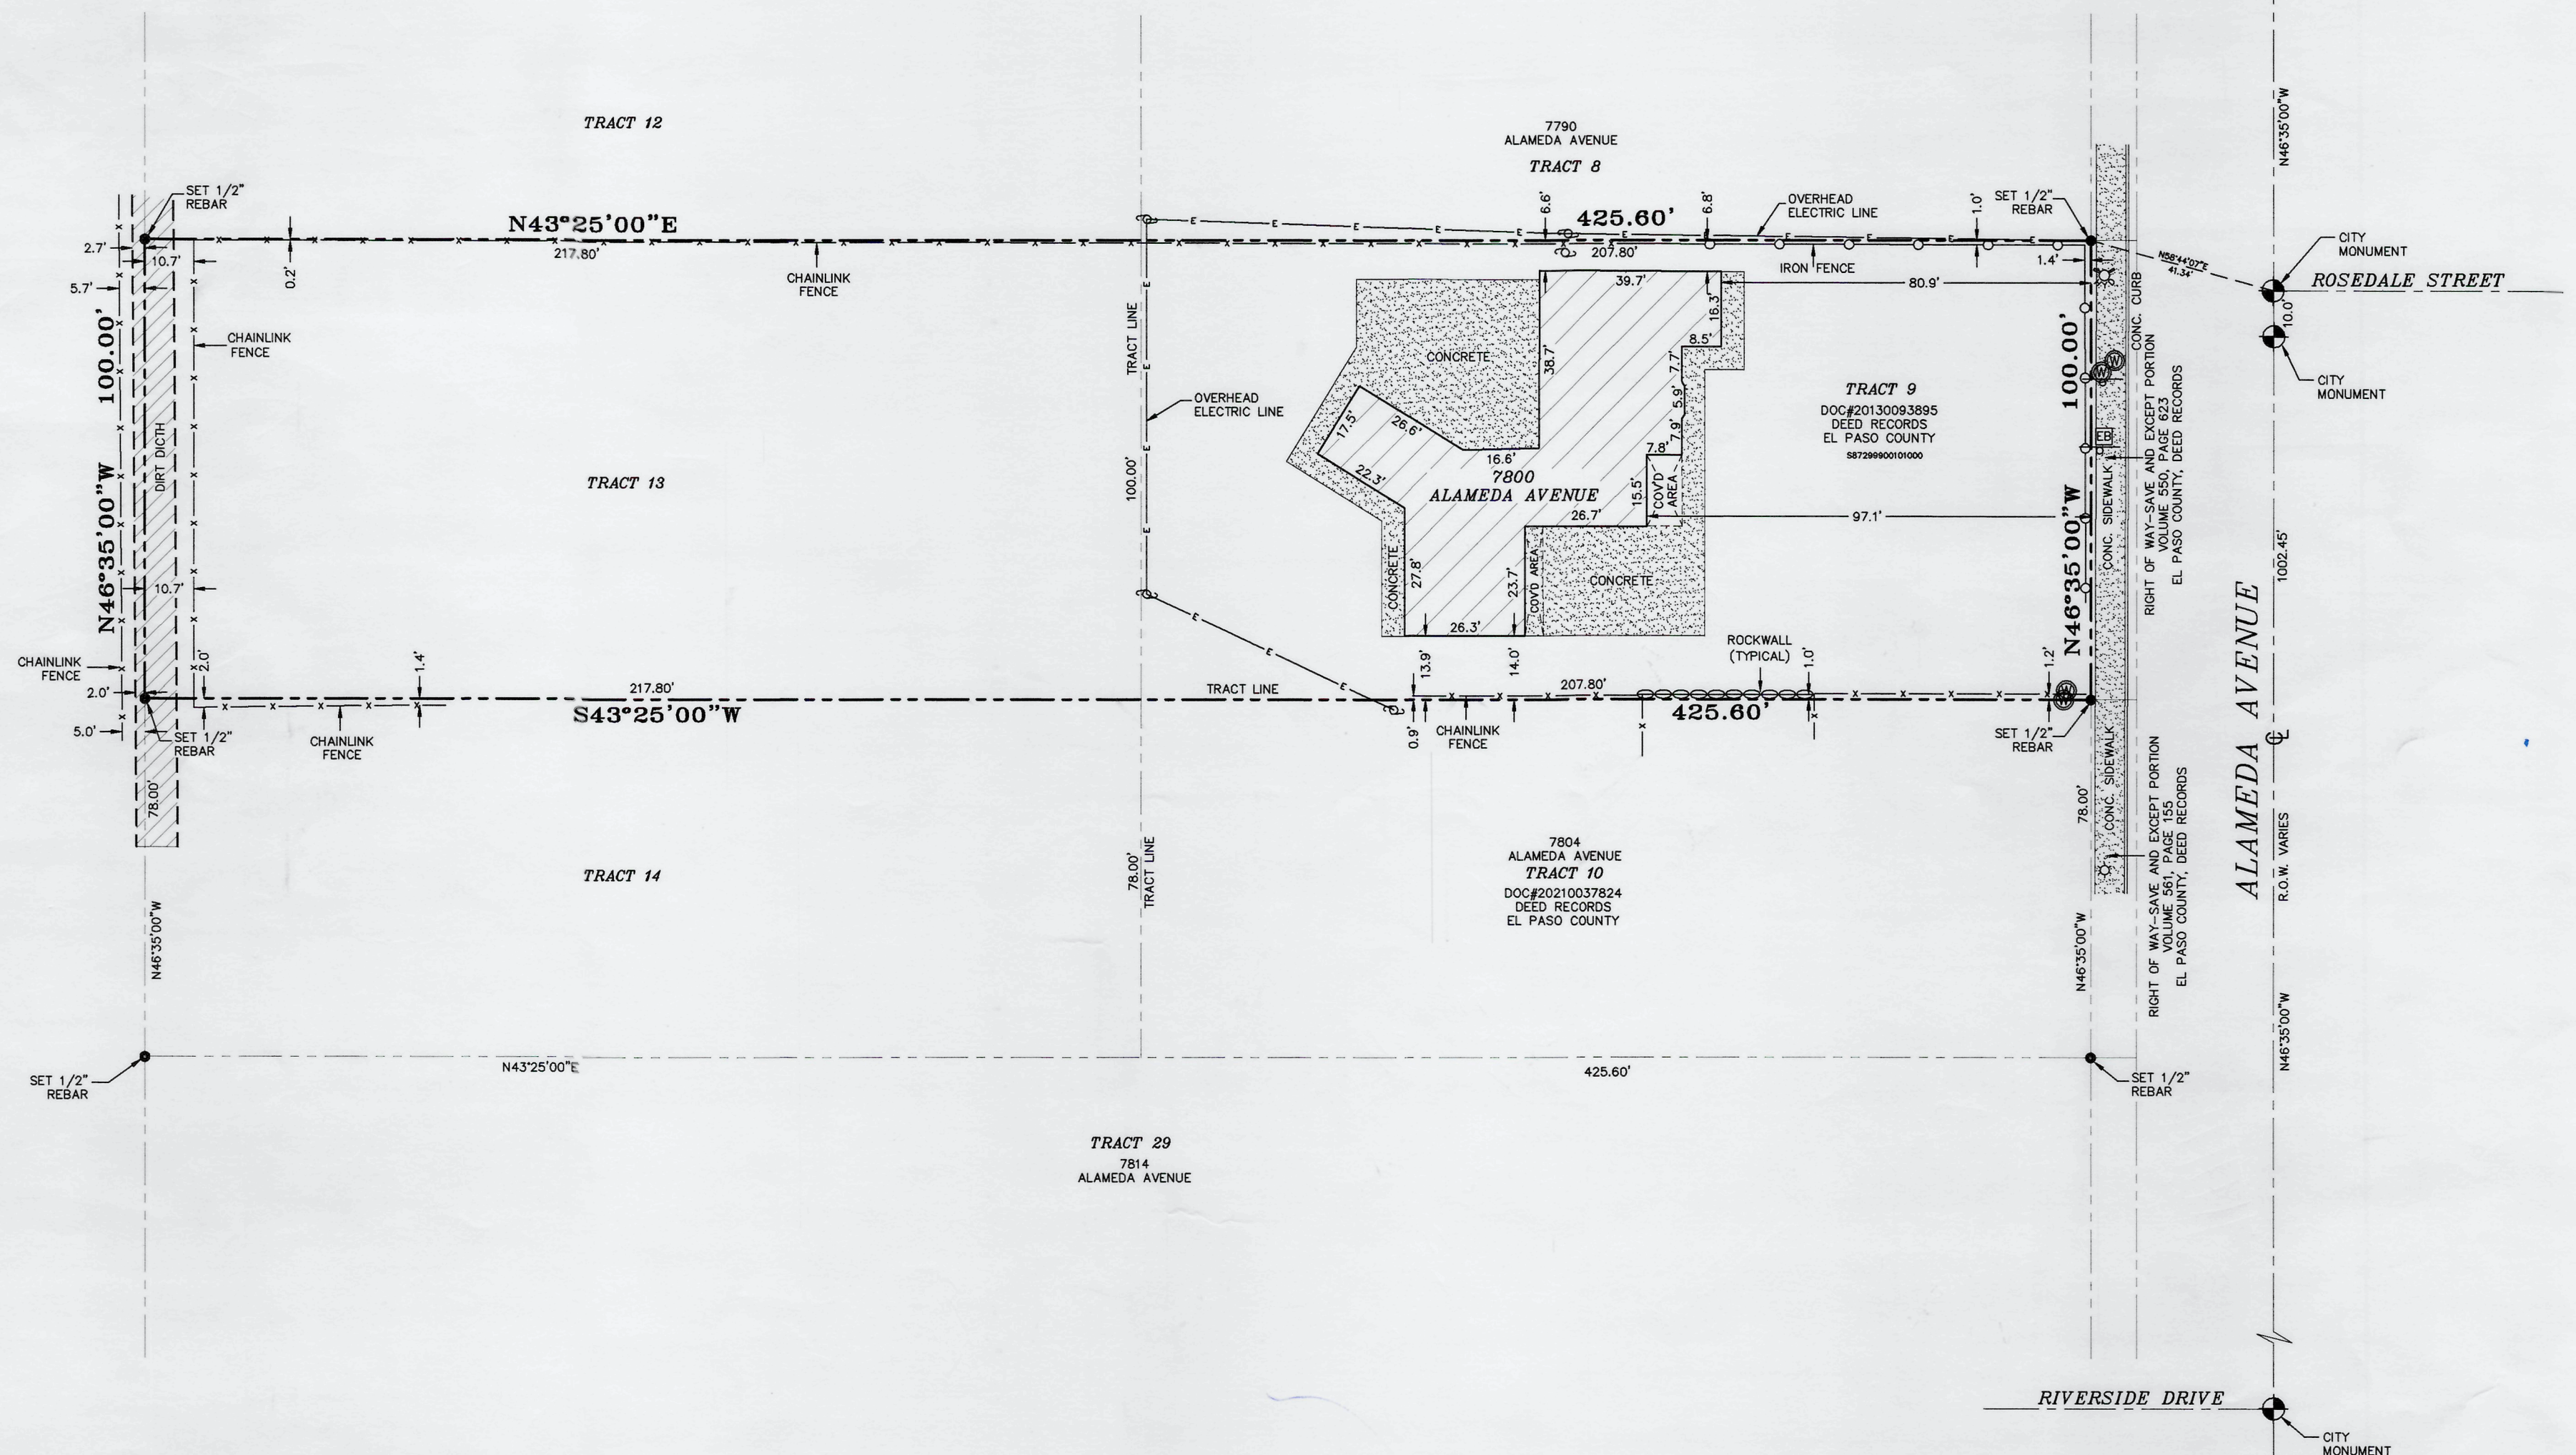 TRACT 12
7790
ALAMEDA AVENUE
TRACT 8
N46°35'00"W
SET 1/2"
REBAR
N43°25'00"E
217.80'
CHAINLINK
FENCE
6.6'
425.60'
207.80'
6.8'
OVERHEAD
ELECTRIC LINE
IRON FENCE
1.0'
SET 1/2"
REBAR
1.4'
N58°44'07"E
41.34'
CITY
MONUMENT
ROSEDALE STREET
10.0'
CITY
MONUMENT
2.7'
10.7'
5.7'
0.2'
100.00'
N46°35'00"W
CHAINLINK
FENCE
DIRT DICTH
10.7'
TRACT 13
TRACT LINE
100.00'
OVERHEAD
ELECTRIC LINE
CONCRETE
39.7'
16.3'
80.9'
8.5'
38.7'
7.7'
5.9'
7.9'
7.8'
17.5'
26.6'
16.6'
22.3'
7800
ALAMEDA AVENUE
15.5'
COV'D
AREA
26.7'
97.1'
CONCRETE
27.8'
23.7'
COV'D AREA
CONCRETE
26.3'
TRACT 9
DOC#20130093895
DEED RECORDS
EL PASO COUNTY
S87299900101000
100.00'
N46°35'00"W
W
W
EB
CONC. SIDEWALK
CONC. CURB
RIGHT OF WAY-SAVE AND EXCEPT PORTION
VOLUME 550, PAGE 623
EL PASO COUNTY, DEED RECORDS
10002.45'
ALAMEDA AVENUE
CL
R.O.W. VARIES
CHAINLINK
FENCE
2.0'
2.0'
1.4'
5.0'
SET 1/2"
REBAR
CHAINLINK
FENCE
217.80'
S43°25'00"W
TRACT LINE
13.9'
14.0'
0.9'
CHAINLINK
FENCE
207.80'
ROCKWALL
(TYPICAL)
1.0'
425.60'
1.2'
W
W
SET 1/2"
REBAR
78.00'
N46°35'00"W
TRACT 14
78.00'
TRACT LINE
7804
ALAMEDA AVENUE
TRACT 10
DOC#20210037824
DEED RECORDS
EL PASO COUNTY
78.00'
N46°35'00"W
CONC. SIDEWALK
RIGHT OF WAY-SAVE AND EXCEPT PORTION
VOLUME 561, PAGE 155
EL PASO COUNTY, DEED RECORDS
N46°35'00"W
SET 1/2"
REBAR
N43°25'00"E
425.60'
SET 1/2"
REBAR
TRACT 29
7814
ALAMEDA AVENUE
RIVERSIDE DRIVE
CITY
MONUMENT